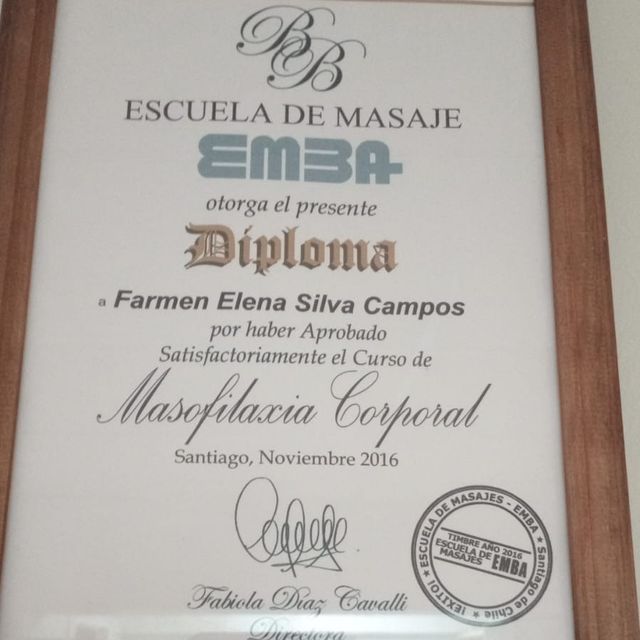 BB
ESCUELA DE MASAJE
EMBA
otorga el presente
Diploma
a Farmen Elena Silva Campos
por haber Aprobado
Satisfactoriamente el Curso de
Masofilaxia Corporal
Santiago, Noviembre 2016
Fabiola Díaz Cavalli
Directora
ESCUELA DE MASAJES - EMBA - Santiago de Chile ¡EXITO!
TIMBRE AÑO 2016
ESCUELA DE
MASAJES EMBA